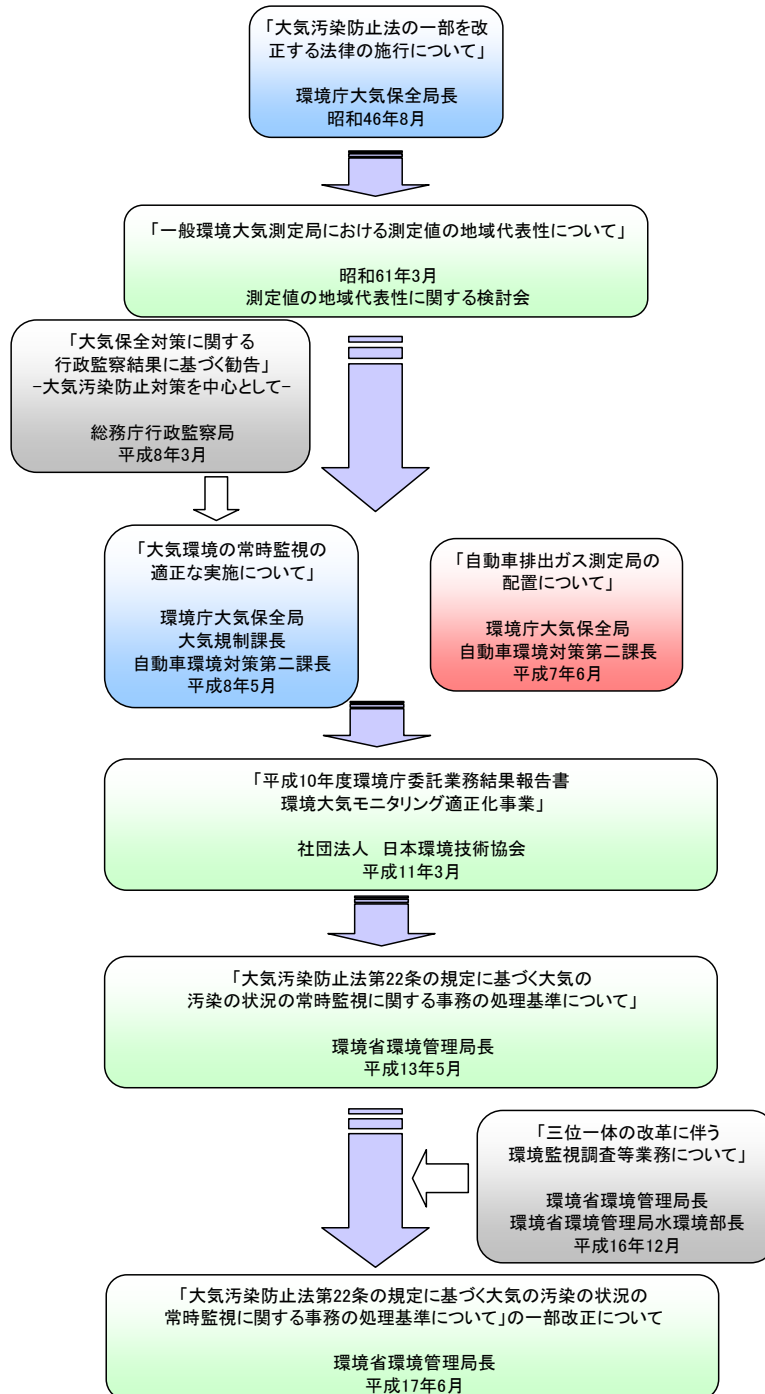 「大気汚染防止法の一部を改
正する法律の施行について」
環境庁大気保全局長
昭和46年8月
「一般環境大気測定局における測定値の地域代表性について」
昭和61年3月
測定値の地域代表性に関する検討会
「大気保全対策に関する
行政監察結果に基づく勧告」
-大気汚染防止対策を中心として-
総務庁行政監察局
平成8年3月
「大気環境の常時監視の
適正な実施について」
環境庁大気保全局
大気規制課長
自動車環境対策第二課長
平成8年5月
「自動車排出ガス測定局の
配置について」
環境庁大気保全局
自動車環境対策第二課長
平成7年6月
「平成10年度環境庁委託業務結果報告書
環境大気モニタリング適正化事業」
社団法人　日本環境技術協会
平成11年3月
「大気汚染防止法第22条の規定に基づく大気の
汚染の状況の常時監視に関する事務の処理基準について」
環境省環境管理局長
平成13年5月
「三位一体の改革に伴う
環境監視調査等業務について」
環境省環境管理局長
環境省環境管理局水環境部長
平成16年12月
「大気汚染防止法第22条の規定に基づく大気の汚染の状況の
常時監視に関する事務の処理基準について」の一部改正について
環境省環境管理局長
平成17年6月